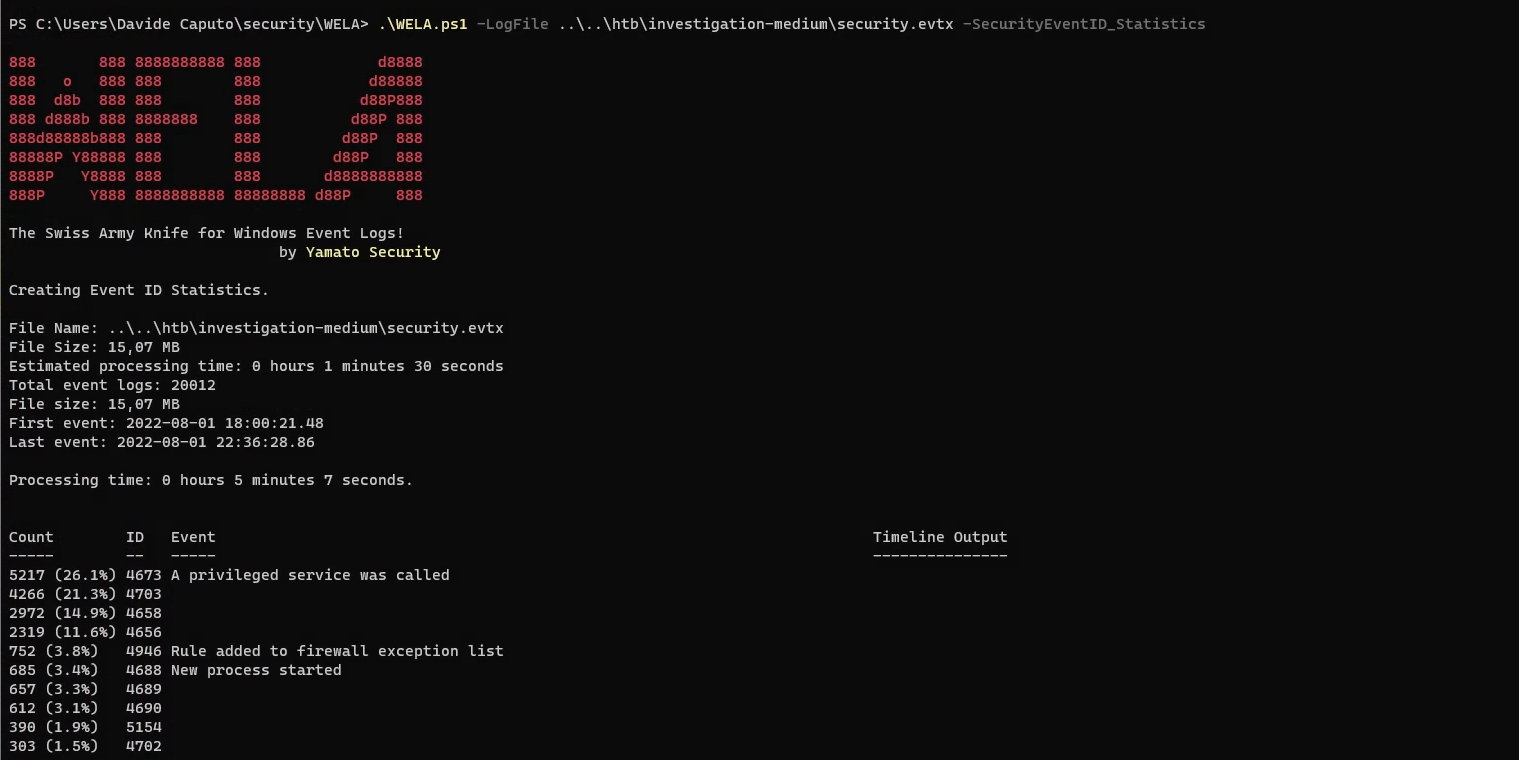 PS C:\Users\Davide Caputo\security\WELA> .\WELA.ps1 -LogFile ..\..\htb\investigation-medium\security.evtx -SecurityEventID_Statistics
888       888 8888888888 888             d8888
888   o   888 888        888            d88888
888  d8b  888 888        888           d88P888
888 d888b 888 8888888    888          d88P 888
888d88888b888 888        888         d88P  888
88888P Y88888 888        888        d88P   888
8888P   Y8888 888        888       d8888888888
888P     Y888 8888888888 88888888 d88P     888
The Swiss Army Knife for Windows Event Logs!
by Yamato Security
Creating Event ID Statistics.
File Name: ..\..\htb\investigation-medium\security.evtx
File Size: 15,07 MB
Estimated processing time: 0 hours 1 minutes 30 seconds
Total event logs: 20012
File size: 15,07 MB
First event: 2022-08-01 18:00:21.48
Last event: 2022-08-01 22:36:28.86
Processing time: 0 hours 5 minutes 7 seconds.
Count        ID   Event                                                                         Timeline Output
-----        --   -----                                                                         ---------------
5217 (26.1%) 4673 A privileged service was called
4266 (21.3%) 4703
2972 (14.9%) 4658
2319 (11.6%) 4656
752 (3.8%)   4946 Rule added to firewall exception list
685 (3.4%)   4688 New process started
657 (3.3%)   4689
612 (3.1%)   4690
390 (1.9%)   5154
303 (1.5%)   4702